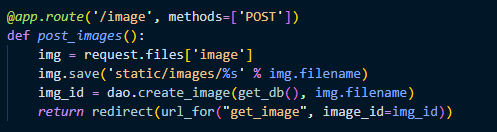 @app.route('/image', methods=['POST'])
def post_images():
    img = request.files['image']
    img.save('static/images/%s' % img.filename)
    img_id = dao.create_image(get_db(), img.filename)
    return redirect(url_for("get_image", image_id=img_id))